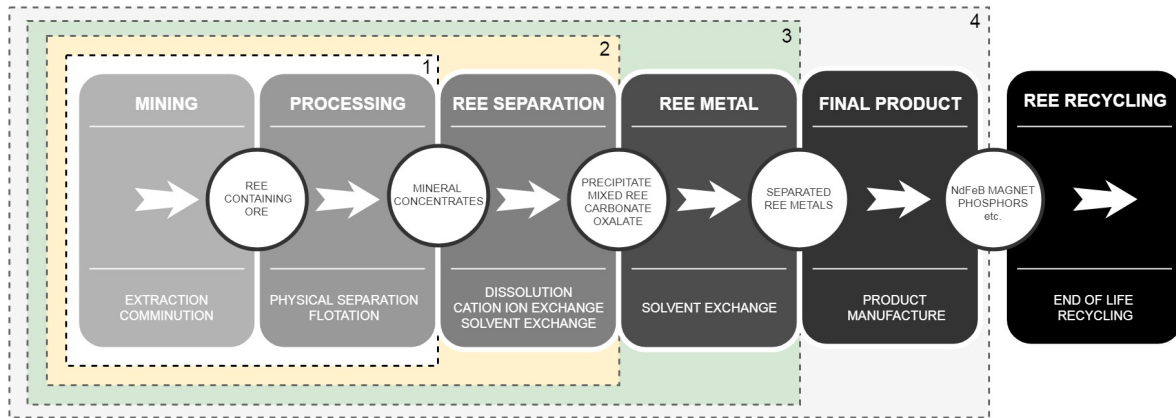 4
3
2
1
MINING
PROCESSING
REE SEPARATION
REE METAL
FINAL PRODUCT
REE RECYCLING
REE
CONTAINING
ORE
MINERAL
CONCENTRATES
PRECIPITATE
MIXED REE
CARBONATE
OXALATE
SEPARATED
REE METALS
NdFeB MAGNET
PHOSPHORS
etc.
EXTRACTION
COMMINUTION
PHYSICAL SEPARATION
FLOTATION
DISSOLUTION
CATION ION EXCHANGE
SOLVENT EXCHANGE
SOLVENT EXCHANGE
PRODUCT
MANUFACTURE
END OF LIFE
RECYCLING